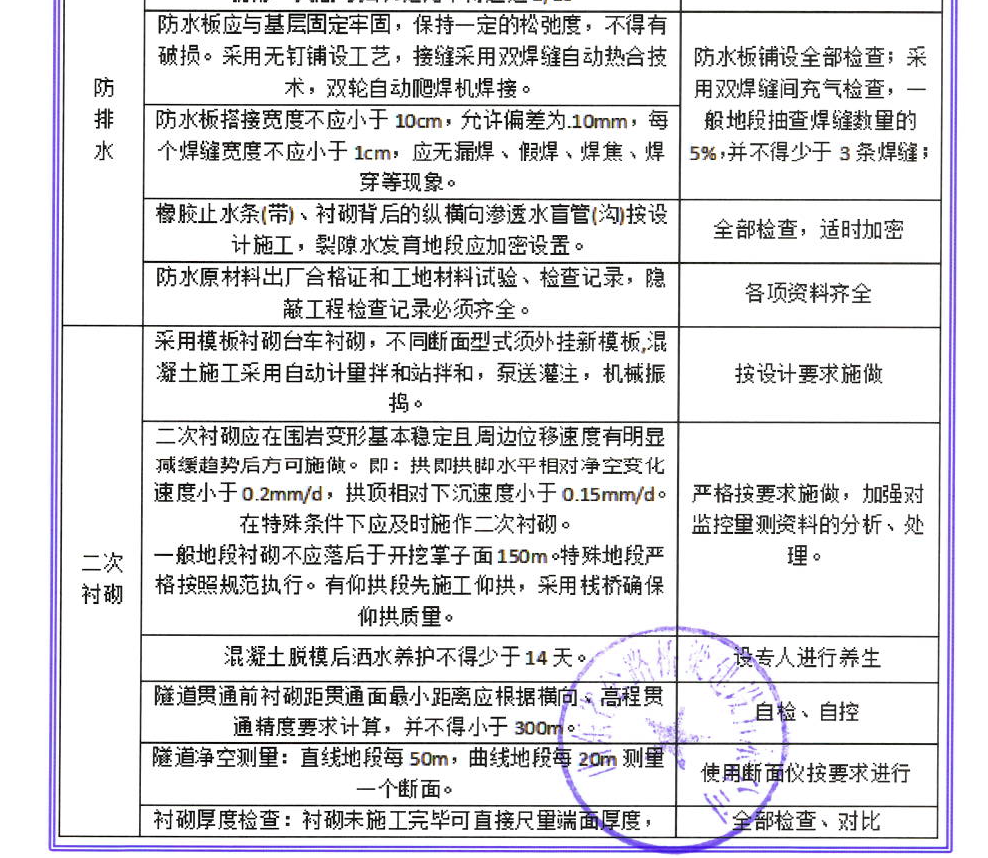 防水板应与基层固定牢固，保持一定的松弛度，不得有
破损。采用无钉铺设工艺，接缝采用双焊缝自动热合技
术，双轮自动爬焊机焊接。
防水板铺设全部检查；采
用双焊缝间充气检查，一
般地段抽查焊缝数量的
5%，并不得少于 3 条焊缝；
防
排
水
防水板搭接宽度不应小于 10cm，允许偏差为.10mm，每
个焊缝宽度不应小于 1cm，应无漏焊、假焊、焊焦、焊
穿等现象。
橡胶止水条(带)、衬砌背后的纵横向渗透水盲管(沟)按设
计施工，裂隙水发育地段应加密设置。
全部检查，适时加密
防水原材料出厂合格证和工地材料试验、检查记录，隐
蔽工程检查记录必须齐全。
各项资料齐全
二次
衬砌
采用模板衬砌台车衬砌，不同断面型式须外挂新模板,混
凝土施工采用自动计量拌和站拌和，泵送灌注，机械振
捣。
按设计要求施做
二次衬砌应在围岩变形基本稳定且周边位移速度有明显
减缓趋势后方可施做。即：拱即拱脚水平相对净空变化
速度小于 0.2mm/d，拱顶相对下沉速度小于 0.15mm/d。
在特殊条件下应及时施作二次衬砌。
一般地段衬砌不应落后于开挖掌子面 150m。特殊地段严
格按照规范执行。有仰拱段先施工仰拱，采用栈桥确保
仰拱质量。
严格按要求施做，加强对
监控量测资料的分析、处
理。
混凝土脱模后洒水养护不得少于 14 天。
设专人进行养生
隧道贯通前衬砌距贯通面最小距离应根据横向、高程贯
通精度要求计算，并不得小于 300m。
自检、自控
隧道净空测量：直线地段每 50m，曲线地段每 20m 测量
一个断面。
使用断面仪按要求进行
衬砌厚度检查：衬砌未施工完毕可直接尺量端面厚度，
全部检查、对比